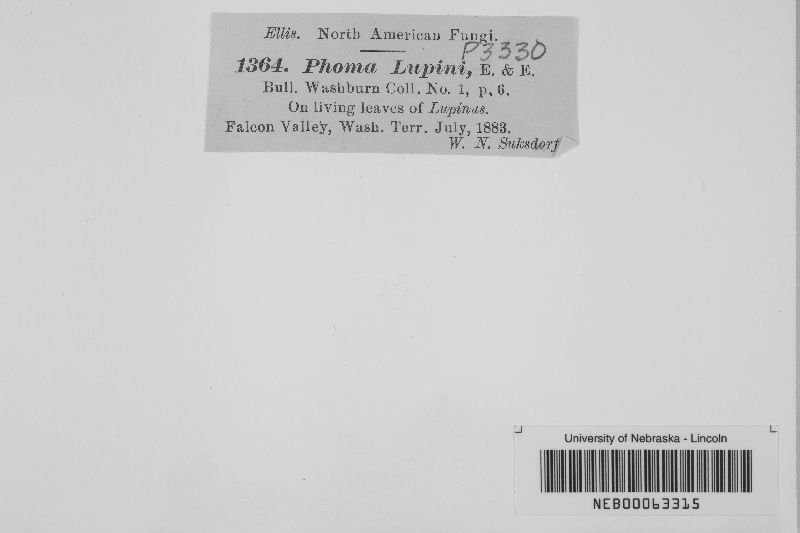 Ellis. North American Fungi.
P3330
1364. Phoma Lupini, E. & E.
Bull. Washburn Coll. No. 1, p. 6.
On living leaves of Lupinus.
Falcon Valley, Wash. Terr. July, 1883.
W. N. Suksdorf
University of Nebraska - Lincoln
NEB00063315